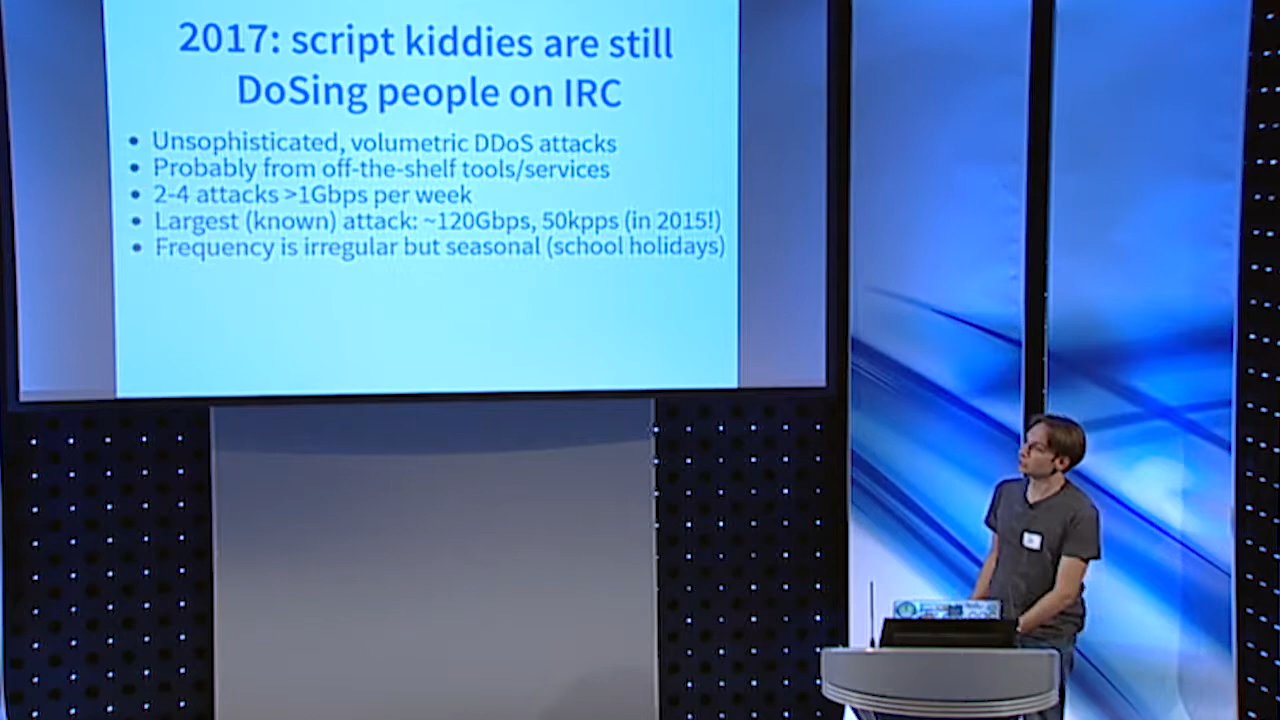 2017: script kiddies are still
DoSing people on IRC
• Unsophisticated, volumetric DDoS attacks
• Probably from off-the-shelf tools/services
• 2-4 attacks >1Gbps per week
• Largest (known) attack: ~120Gbps, 50kpps (in 2015!)
• Frequency is irregular but seasonal (school holidays)